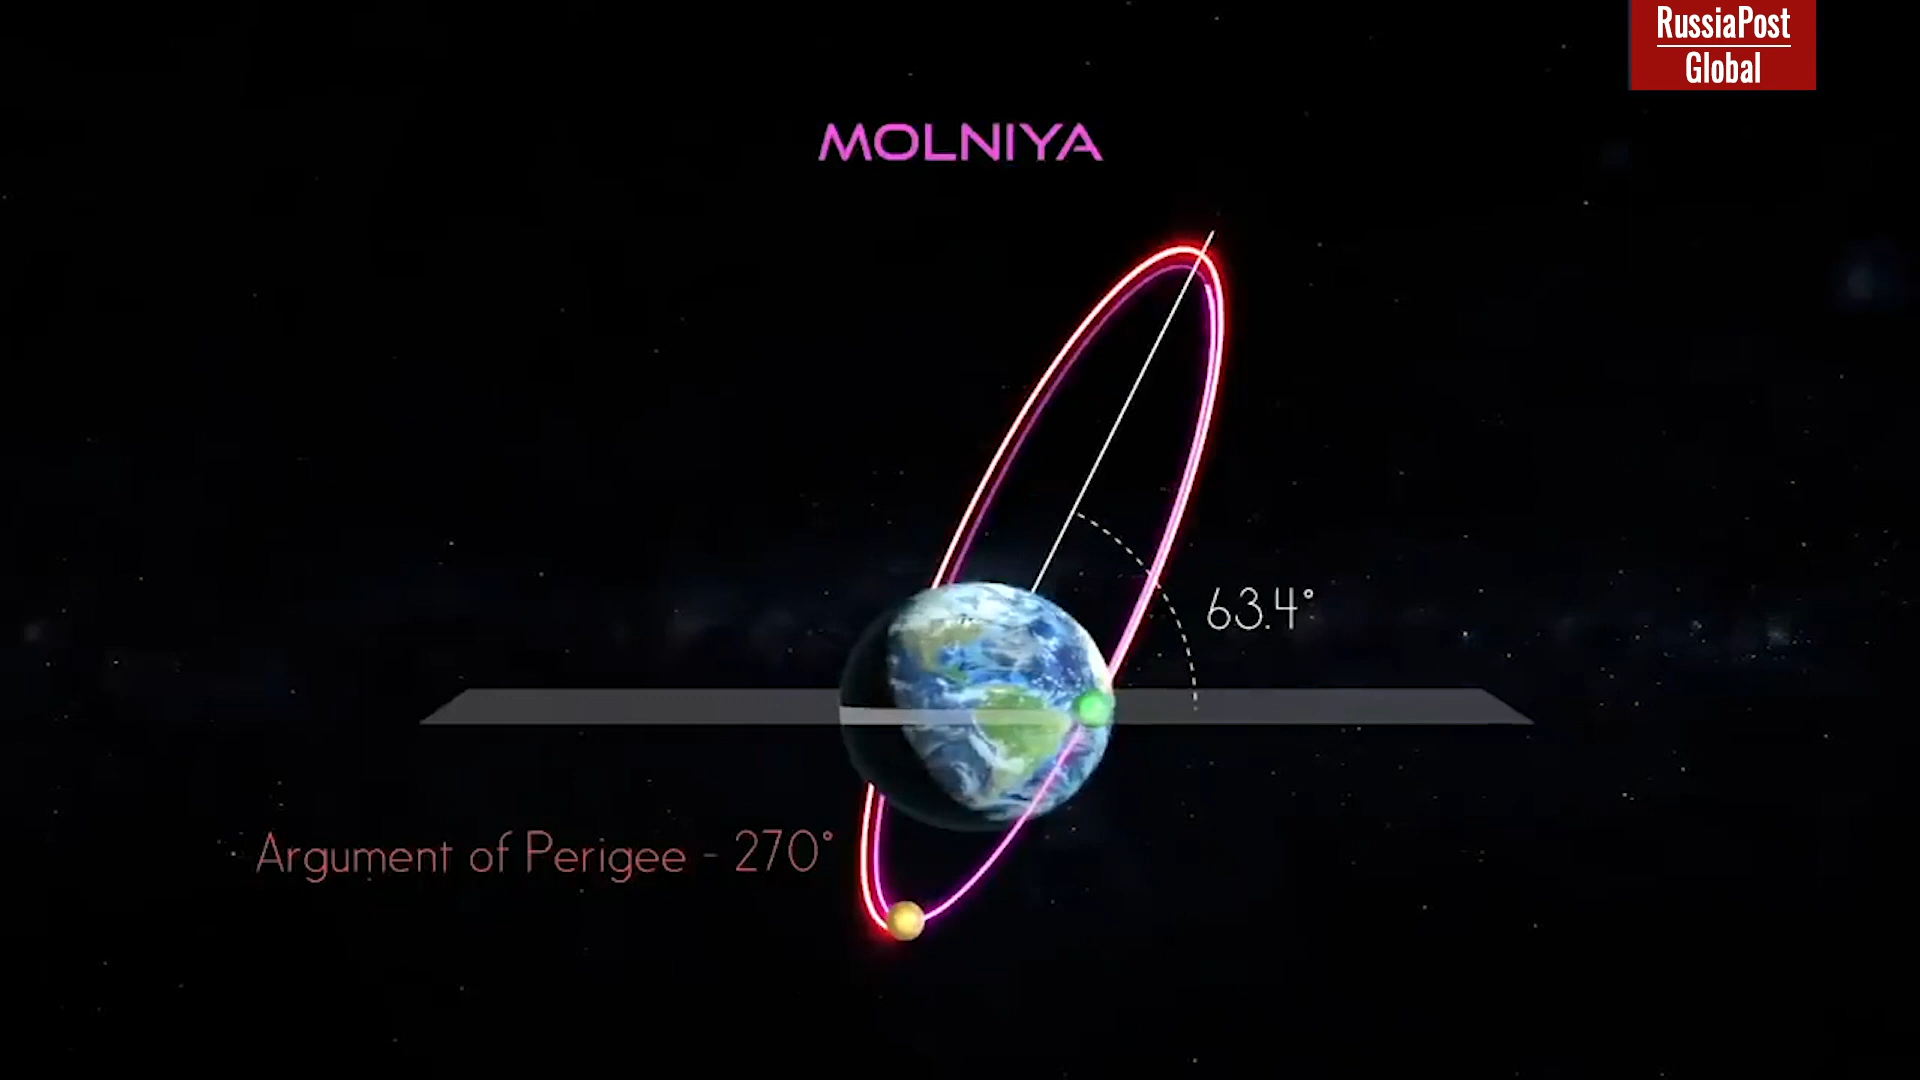 RussiaPost
Global
MOLNIYA
63.4°
Argument of Perigee - 270°